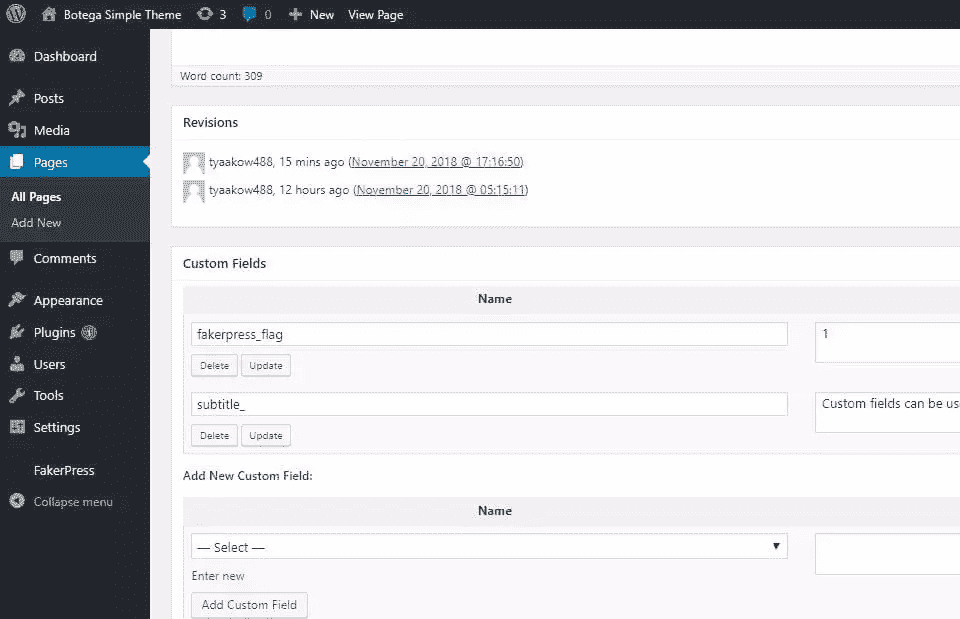 Botega Simple Theme 3 0 New View Page
Dashboard
Posts
Media
Pages
All Pages
Add New
Comments
Appearance
Plugins
Users
Tools
Settings
FakerPress
Collapse menu
Word count: 309
Revisions
tyaakow488, 15 mins ago (November 20, 2018 @ 17:16:50)
tyaakow488, 12 hours ago (November 20, 2018 @ 05:15:11)
Custom Fields
Name
fakerpress_flag 1
Delete Update
subtitle_ Custom fields can be us
Delete Update
Add New Custom Field:
Name
— Select —
Enter new
Add Custom Field